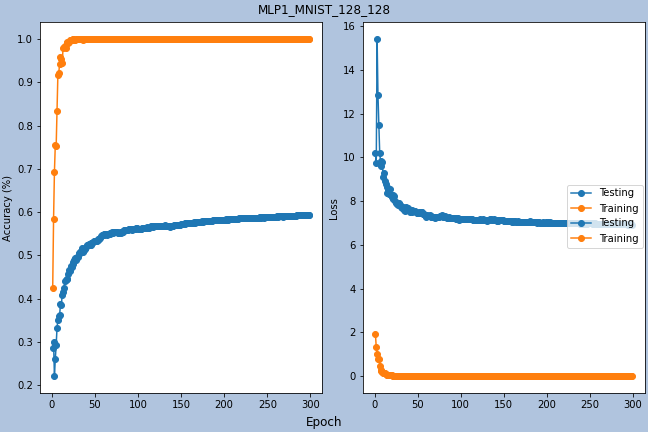 MLP1_MNIST_128_128
Accuracy (%)
1.0
0.9
0.8
0.7
0.6
0.5
0.4
0.3
0.2
0 50 100 150 200 250 300
Loss
16
14
12
10
8
6
4
2
0
0 50 100 150 200 250 300
Testing
Training
Testing
Training
Epoch